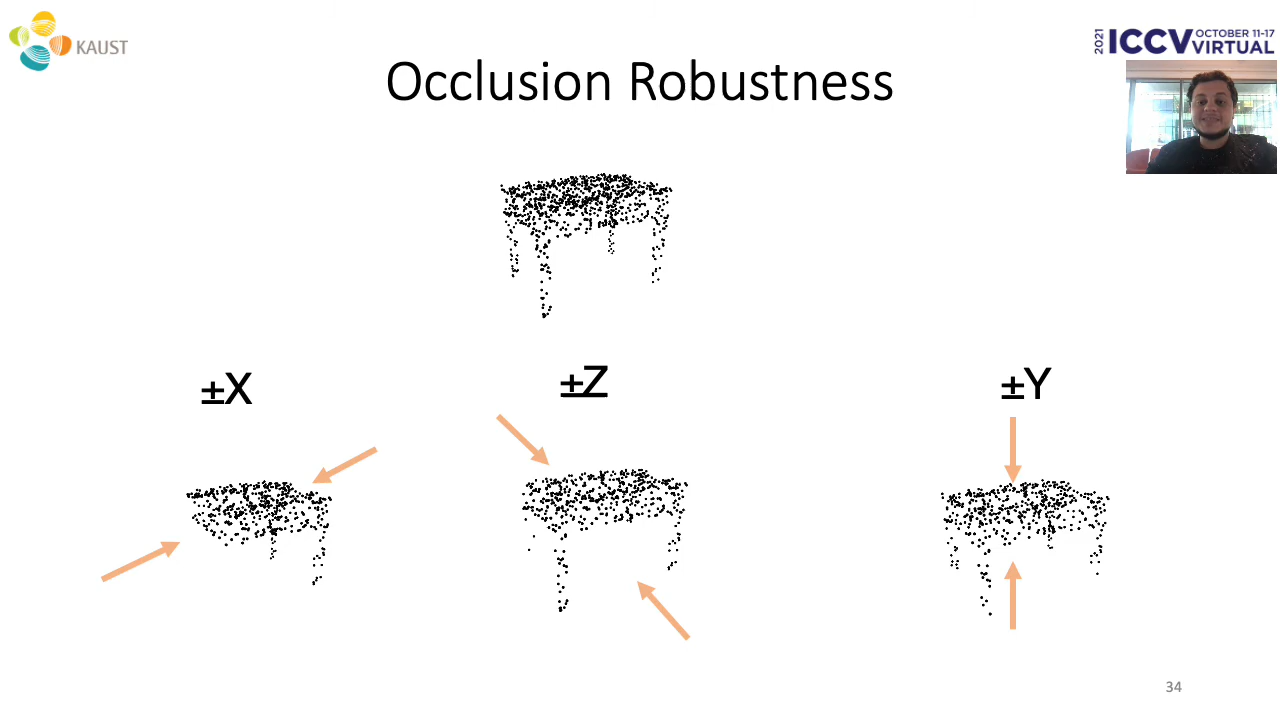 KAUST
2021 ICCV OCTOBER 11-17 VIRTUAL
Occlusion Robustness
±X
±Z
±Y
34